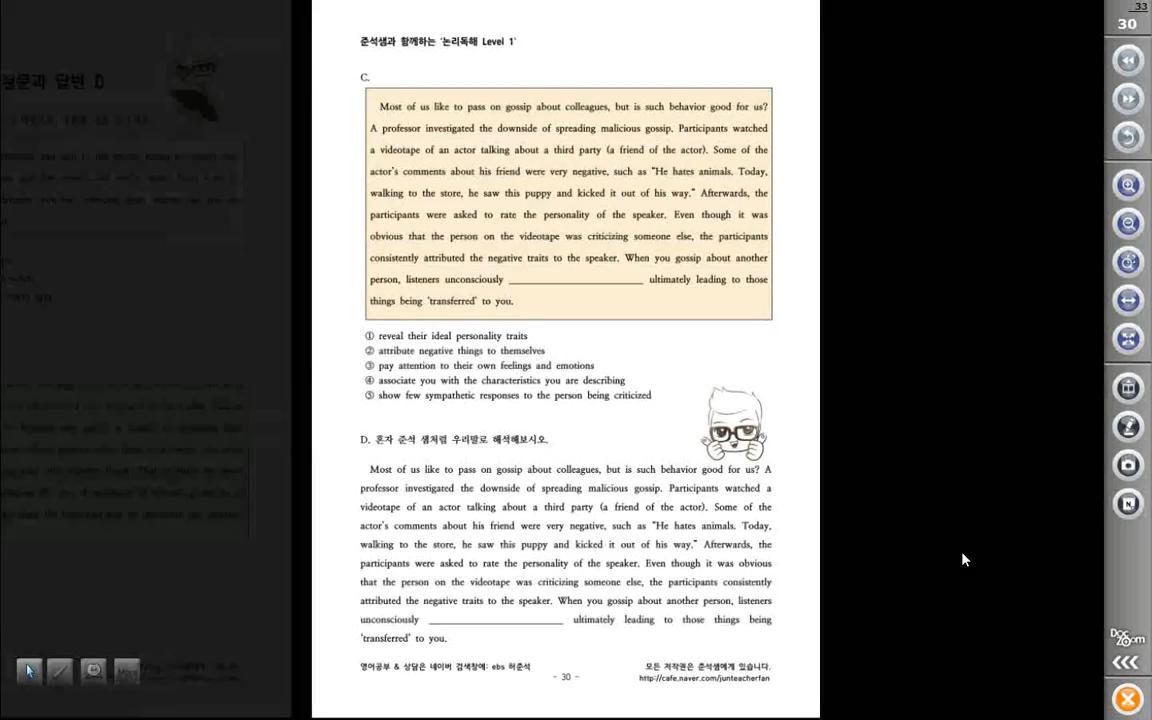 33
30
준석샘과 함께하는 '논리독해 Level 1'
C.
Most of us like to pass on gossip about colleagues, but is such behavior good for us?
A professor investigated the downside of spreading malicious gossip. Participants watched
a videotape of an actor talking about a third party (a friend of the actor). Some of the
actor's comments about his friend were very negative, such as "He hates animals. Today,
walking to the store, he saw this puppy and kicked it out of his way." Afterwards, the
participants were asked to rate the personality of the speaker. Even though it was
obvious that the person on the videotape was criticizing someone else, the participants
consistently attributed the negative traits to the speaker. When you gossip about another
person, listeners unconsciously ____________________ ultimately leading to those
things being 'transferred' to you.
① reveal their ideal personality traits
② attribute negative things to themselves
③ pay attention to their own feelings and emotions
④ associate you with the characteristics you are describing
⑤ show few sympathetic responses to the person being criticized
D. 혼자 준석 샘처럼 우리말로 해석해보시오.
Most of us like to pass on gossip about colleagues, but is such behavior good for us? A
professor investigated the downside of spreading malicious gossip. Participants watched a
videotape of an actor talking about a third party (a friend of the actor). Some of the
actor's comments about his friend were very negative, such as "He hates animals. Today,
walking to the store, he saw this puppy and kicked it out of his way." Afterwards, the
participants were asked to rate the personality of the speaker. Even though it was obvious
that the person on the videotape was criticizing someone else, the participants consistently
attributed the negative traits to the speaker. When you gossip about another person, listeners
unconsciously ____________________ ultimately leading to those things being
'transferred' to you.
영어공부 & 상담은 네이버 검색창에: ebs 허준석
모든 저작권은 준석샘에게 있습니다.
- 30 -
http://cafe.naver.com/junteacherfan
Doc Zoom